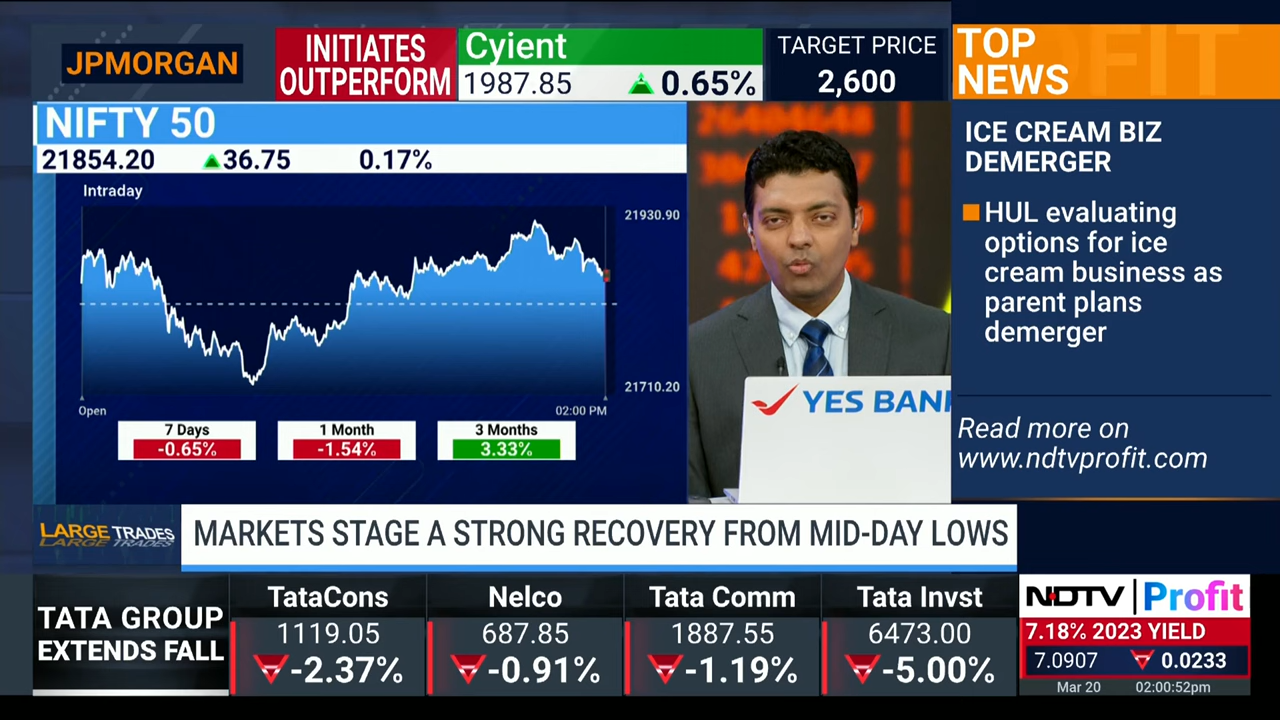 JPMORGAN
INITIATES
OUTPERFORM
Cyient
1987.85 0.65%
TARGET PRICE
2,600
TOP
NEWS
NIFTY 50
21854.20 36.75 0.17%
Intraday
21930.90
21710.20
Open 02:00 PM
7 Days 1 Month 3 Months
-0.65% -1.54% 3.33%
YES BANK
ICE CREAM BIZ
DEMERGER
HUL evaluating
options for ice
cream business as
parent plans
demerger
Read more on
www.ndtvprofit.com
LARGE TRADES
MARKETS STAGE A STRONG RECOVERY FROM MID-DAY LOWS
TATA GROUP
EXTENDS FALL
TataCons
1119.05
-2.37%
Nelco
687.85
-0.91%
Tata Comm
1887.55
-1.19%
Tata Invst
6473.00
-5.00%
NDTV Profit
7.18% 2023 YIELD
7.0907 0.0233
Mar 20 02:00:52pm